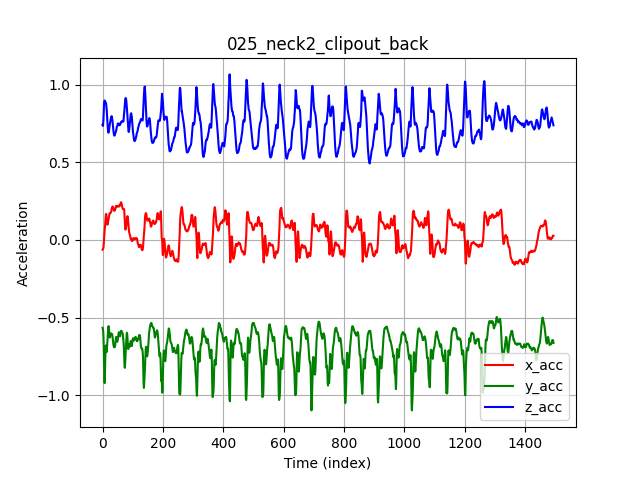 025_neck2_clipout_back
Acceleration
1.0
0.5
0.0
−0.5
−1.0
x_acc
y_acc
z_acc
0 200 400 600 800 1000 1200 1400
Time (index)